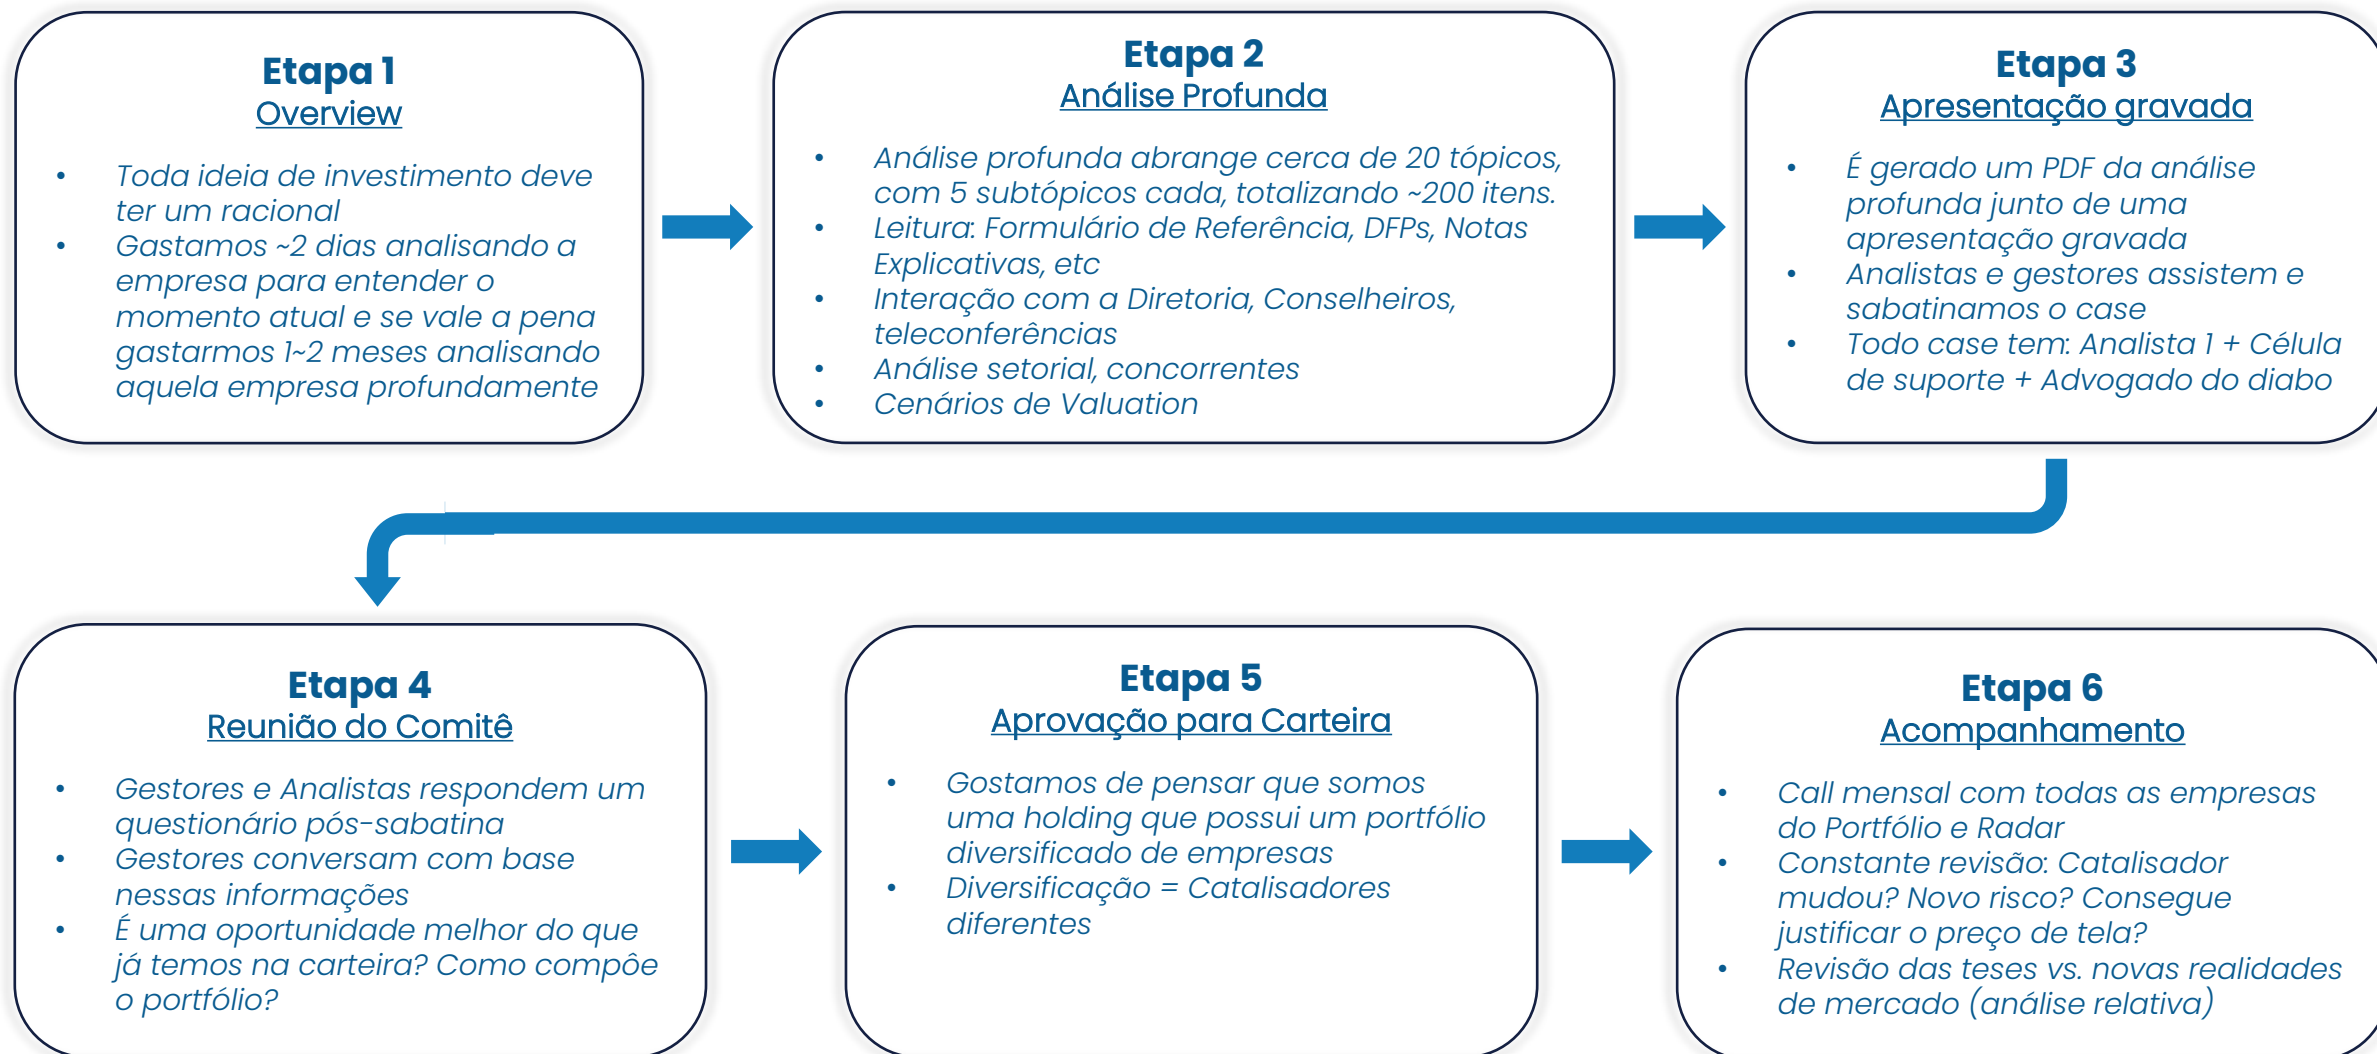 Etapa 1
Overview
• Toda ideia de investimento deve
ter um racional
• Gastamos ~2 dias analisando a
empresa para entender o
momento atual e se vale a pena
gastarmos 1~2 meses analisando
aquela empresa profundamente
Etapa 2
Análise Profunda
• Análise profunda abrange cerca de 20 tópicos,
com 5 subtópicos cada, totalizando ~200 itens.
• Leitura: Formulário de Referência, DFPs, Notas
Explicativas, etc
• Interação com a Diretoria, Conselheiros,
teleconferências
• Análise setorial, concorrentes
• Cenários de Valuation
Etapa 3
Apresentação gravada
• É gerado um PDF da análise
profunda junto de uma
apresentação gravada
• Analistas e gestores assistem e
sabatinamos o case
• Todo case tem: Analista 1 + Célula
de suporte + Advogado do diabo
Etapa 4
Reunião do Comitê
• Gestores e Analistas respondem um
questionário pós-sabatina
• Gestores conversam com base
nessas informações
• É uma oportunidade melhor do que
já temos na carteira? Como compôe
o portfólio?
Etapa 5
Aprovação para Carteira
• Gostamos de pensar que somos
uma holding que possui um portfólio
diversificado de empresas
• Diversificação = Catalisadores
diferentes
Etapa 6
Acompanhamento
• Call mensal com todas as empresas
do Portfólio e Radar
• Constante revisão: Catalisador
mudou? Novo risco? Consegue
justificar o preço de tela?
• Revisão das teses vs. novas realidades
de mercado (análise relativa)